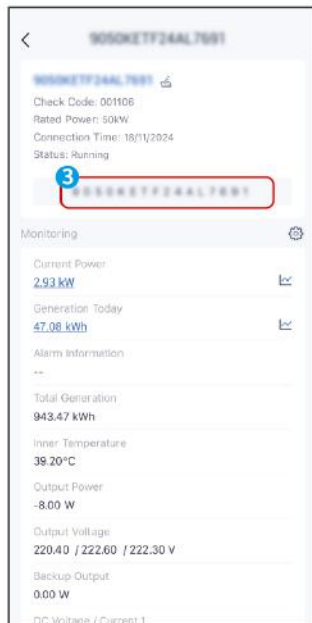 Check Code: 001106
Rated Power: 50kW
Connection Time: 18/11/2024
Status: Running
3
Monitoring
Current Power
2.93 kW
Generation Today
47.08 kWh
Alarm Information
--
Total Generation
943.47 kWh
Inner Temperature
39.20°C
Output Power
-8.00 W
Output Voltage
220.40 / 222.60 / 222.30 V
Backup Output
0.00 W
DC Voltage / Current 1